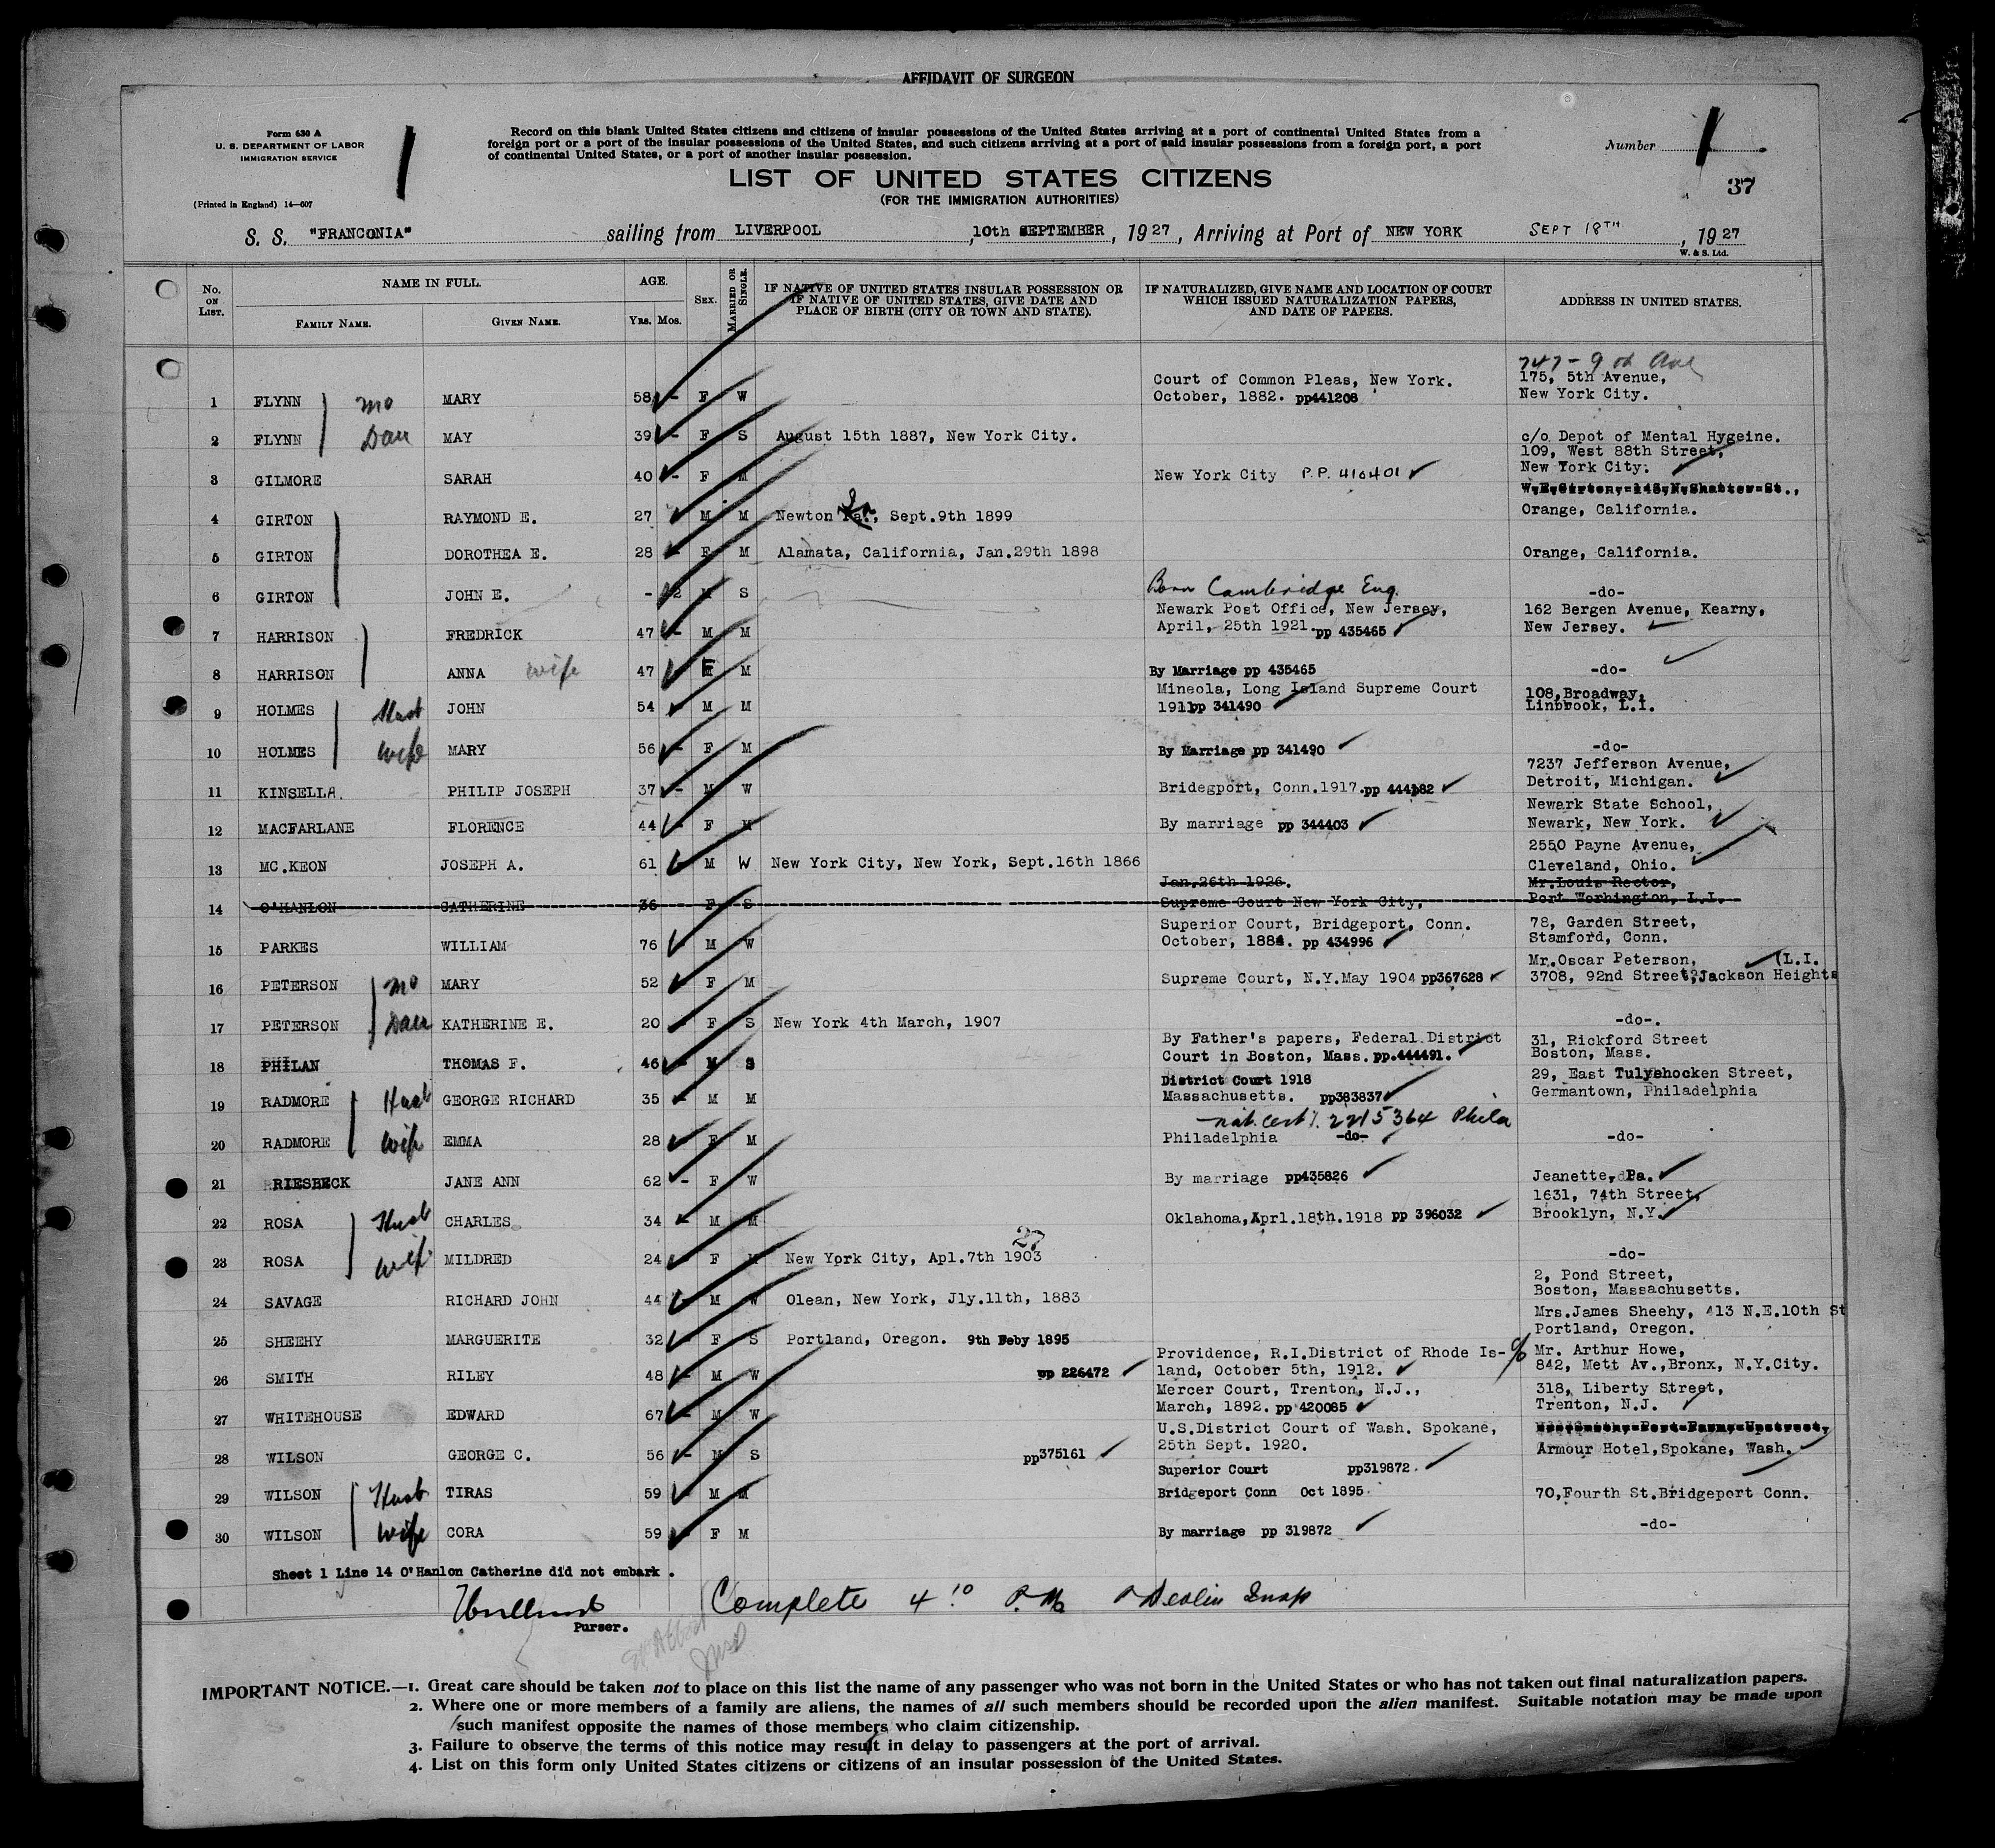 AFFIDAVIT OF SURGEON
Form 630 A
U. S. DEPARTMENT OF LABOR
IMMIGRATION SERVICE
(Printed in England) 14—607
Record on this blank United States citizens and citizens of insular possessions of the United States arriving at a port of continental United States from a
foreign port or a port of the insular possessions of the United States, and such citizens arriving at a port of said insular possessions from a foreign port, a port
of continental United States, or a port of another insular possession.
Number 1
37
LIST OF UNITED STATES CITIZENS
(FOR THE IMMIGRATION AUTHORITIES)
S. S. "FRANCONIA" sailing from LIVERPOOL, 10th SEPTEMBER, 1927, Arriving at Port of NEW YORK SEPT 18TH, 1927
W. & S. Ltd.
No. ON LIST. NAME IN FULL. FAMILY NAME. GIVEN NAME. AGE. YRS. MOS. SEX. MARRIED OR SINGLE.
IF NATIVE OF UNITED STATES INSULAR POSSESSION OR
IF NATIVE OF UNITED STATES, GIVE DATE AND
PLACE OF BIRTH (CITY OR TOWN AND STATE).
IF NATURALIZED, GIVE NAME AND LOCATION OF COURT
WHICH ISSUED NATURALIZATION PAPERS,
AND DATE OF PAPERS.
ADDRESS IN UNITED STATES.
747 - 9th Ave
Court of Common Pleas, New York. 175, 5th Avenue,
1 FLYNN mo MARY 58 - F W October, 1882. pp441208 New York City.
2 FLYNN Dau MAY 39 - F S August 15th 1887, New York City. c/o Depot of Mental Hygeine.
109, West 88th Street,
3 GILMORE SARAH 40 - F M New York City P.P. 416401 New York City.
4 GIRTON RAYMOND E. 27 M M Newton Ia., Sept.9th 1899 Orange, California.
5 GIRTON DOROTHEA E. 28 - F M Alamata, California, Jan.29th 1898 Orange, California.
Born Cambridge Eng.
6 GIRTON JOHN E. - 2 M S -do-
Newark Post Office, New Jersey, 162 Bergen Avenue, Kearny,
7 HARRISON FREDRICK 47 - M M April, 25th 1921. pp 435465 New Jersey.
8 HARRISON ANNA wife 47 F M By Marriage pp 435465 -do-
Mineola, Long Island Supreme Court 108,Broadway,
9 HOLMES Husb JOHN 54 M M 1911pp 341490 Linbrook, L.I.
10 HOLMES wife MARY 56 - F M By Marriage pp 341490 -do-
7237 Jefferson Avenue,
11 KINSELLA. PHILIP JOSEPH 37 - M W Bridegport, Conn.1917.pp 444182 Detroit, Michigan.
Newark State School,
12 MACFARLANE FLORENCE 44 - F M By marriage pp 344403 Newark, New York.
2550 Payne Avenue,
13 MC.KEON JOSEPH A. 61 M W New York City, New York, Sept.16th 1866 Cleveland, Ohio.
Jan.26th 1926. Mr.Louis Rector,
14 O'HANLON CATHERINE 36 F S Supreme Court New York City, Port Worhington, L.I.
Superior Court, Bridgeport, Conn. 78, Garden Street,
15 PARKES WILLIAM 76 M W October, 1884. pp 434996 Stamford, Conn.
Mr.Oscar Peterson, (L.I.
16 PETERSON mo MARY 52 F M Supreme Court, N.Y.May 1904 pp367628 3708, 92nd Street,Jackson Heights
17 PETERSON Dau KATHERINE E. 20 F S New York 4th March, 1907 -do-.
By Father's papers, Federal District 31, Rickford Street
18 PHILAN THOMAS F. 46 - M S Court in Boston, Mass. pp.444491. Boston, Mass.
District Court 1918 29, East Tulyehocken Street,
19 RADMORE Husb GEORGE RICHARD 35 M M Massachusetts. pp383837 Germantown, Philadelphia
nat. cert. 2215364 Phila
20 RADMORE wife EMMA 28 F M Philadelphia -do- -do-
21 RIESBECK JANE ANN 62 - F W By marriage pp435826 Jeanette, Pa.
1631, 74th Street,
22 ROSA Husb CHARLES 34 M M Oklahoma,Aprl.18th.1918 pp 396032 Brooklyn, N.Y.
27
23 ROSA wife MILDRED 24 F M New York City, Apl.7th 1903 -do-
2, Pond Street,
24 SAVAGE RICHARD JOHN 44 M W Olean, New York, Jly.11th, 1883 Boston, Massachusetts.
Mrs.James Sheehy, 413 N.E.10th St
25 SHEEHY MARGUERITE 32 - F S Portland, Oregon. 9th Feby 1895 Portland, Oregon.
Providence, R.I.District of Rhode Is- c/o Mr. Arthur Howe,
26 SMITH RILEY 48 M W pp 226472 land, October 5th, 1912. 842, Mett Av.,Bronx, N.Y.City.
Mercer Court, Trenton, N.J., 318, Liberty Street,
27 WHITEHOUSE EDWARD 67 M W March, 1892. pp 420085 Trenton, N.J.
U.S.District Court of Wash. Spokane,
28 WILSON GEORGE C. 56 - M S pp375161 25th Sept. 1920. Armour Hotel,Spokane, Wash.
Superior Court pp319872.
29 WILSON Husb TIRAS 59 M M Bridgeport Conn Oct 1895. 70,Fourth St.Bridgeport Conn.
30 WILSON wife CORA 59 F M By marriage pp 319872 -do-
Sheet 1 Line 14 O'Hanlon Catherine did not embark .
Complete 4:10 P.M. Devlin Insp
Purser.
IMPORTANT NOTICE.—1. Great care should be taken not to place on this list the name of any passenger who was not born in the United States or who has not taken out final naturalization papers.
2. Where one or more members of a family are aliens, the names of all such members should be recorded upon the alien manifest. Suitable notation may be made upon
such manifest opposite the names of those members who claim citizenship.
3. Failure to observe the terms of this notice may result in delay to passengers at the port of arrival.
4. List on this form only United States citizens or citizens of an insular possession of the United States.